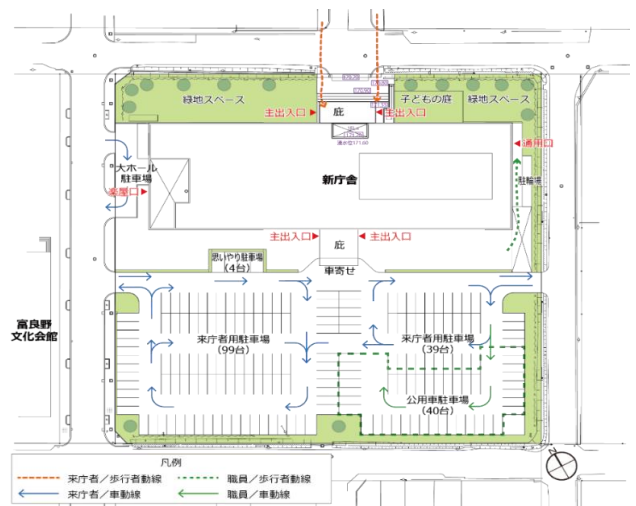 緑地スペース
子どもの庭
緑地スペース
主出入口
庇
主出入口
通用口
大ホール
駐車場
楽屋口
新庁舎
駐輪場
主出入口
庇
主出入口
思いやり駐車場
(4台)
車寄せ
富良野
文化会館
来庁者用駐車場
(99台)
来庁者用駐車場
(39台)
公用車駐車場
(40台)
凡例
来庁者／歩行者動線
職員／歩行者動線
来庁者／車動線
職員／車動線